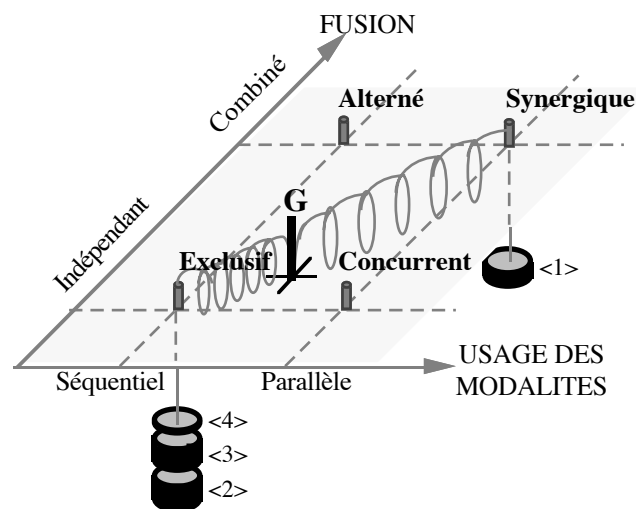 FUSION
Combiné
Alterné
Synergique
G
Indépendant
Exclusif
Concurrent
<1>
USAGE DES
MODALITES
Séquentiel
Parallèle
<4>
<3>
<2>